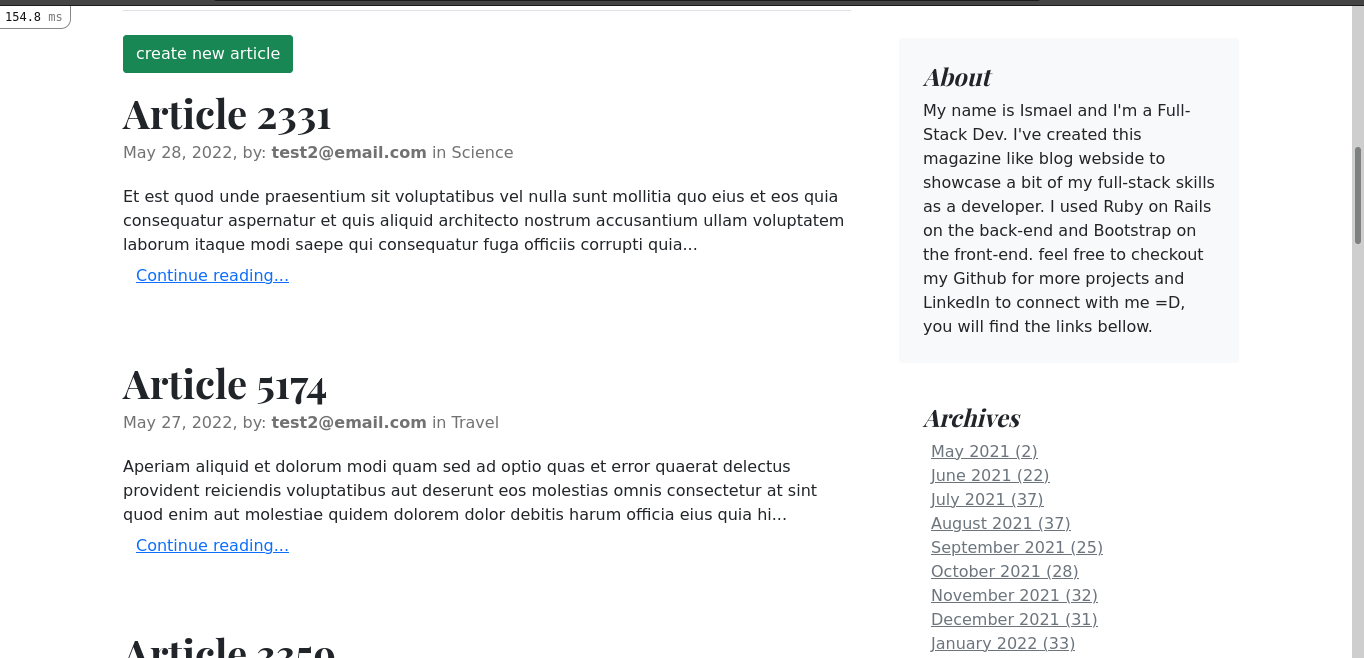 154.8 ms
create new article
Article 2331
May 28, 2022, by: test2@email.com in Science
Et est quod unde praesentium sit voluptatibus vel nulla sunt mollitia quo eius et eos quia
consequatur aspernatur et quis aliquid architecto nostrum accusantium ullam voluptatem
laborum itaque modi saepe qui consequatur fuga officiis corrupti quia...
Continue reading...
Article 5174
May 27, 2022, by: test2@email.com in Travel
Aperiam aliquid et dolorum modi quam sed ad optio quas et error quaerat delectus
provident reiciendis voluptatibus aut deserunt eos molestias omnis consectetur at sint
quod enim aut molestiae quidem dolorem dolor debitis harum officia eius quia hi...
Continue reading...
Article 3359
About
My name is Ismael and I'm a Full-
Stack Dev. I've created this
magazine like blog webside to
showcase a bit of my full-stack skills
as a developer. I used Ruby on Rails
on the back-end and Bootstrap on
the front-end. feel free to checkout
my Github for more projects and
LinkedIn to connect with me =D,
you will find the links bellow.
Archives
May 2021 (2)
June 2021 (22)
July 2021 (37)
August 2021 (37)
September 2021 (25)
October 2021 (28)
November 2021 (32)
December 2021 (31)
January 2022 (33)